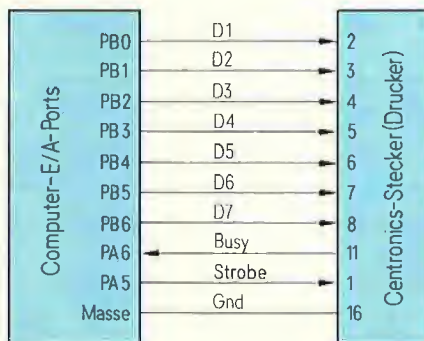 Computer-E/A-Ports
PB0 D1 2
PB1 D2 3
PB2 D3 4
PB3 D4 5
PB4 D5 6
PB5 D6 7
PB6 D7 8
PA6 Busy 11
PA5 Strobe 1
Masse Gnd 16
Centronics-Stecker (Drucker)